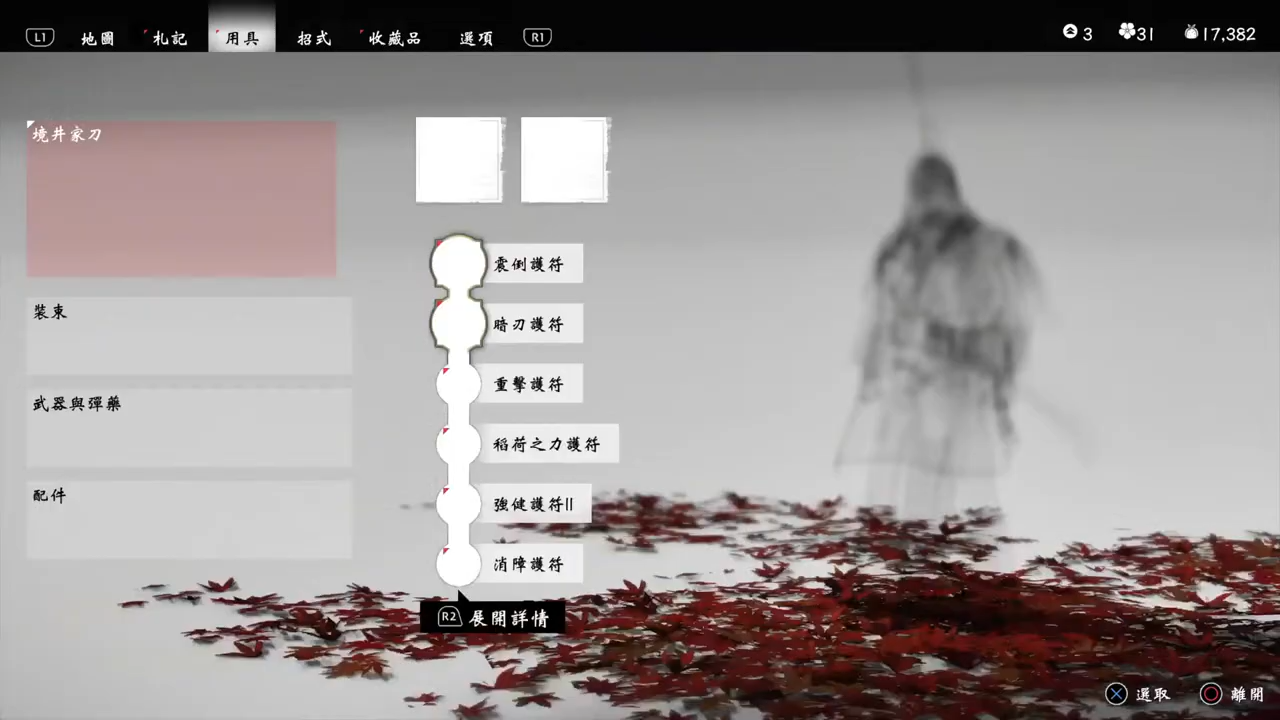 L1 地圖 札記 用具 招式 收藏品 選項 R1 3 31 17,382
境井家刀
裝束
武器與彈藥
配件
震倒護符
暗刃護符
重擊護符
稻荷之力護符
強健護符II
消障護符
R2 展開詳情
選取 離開